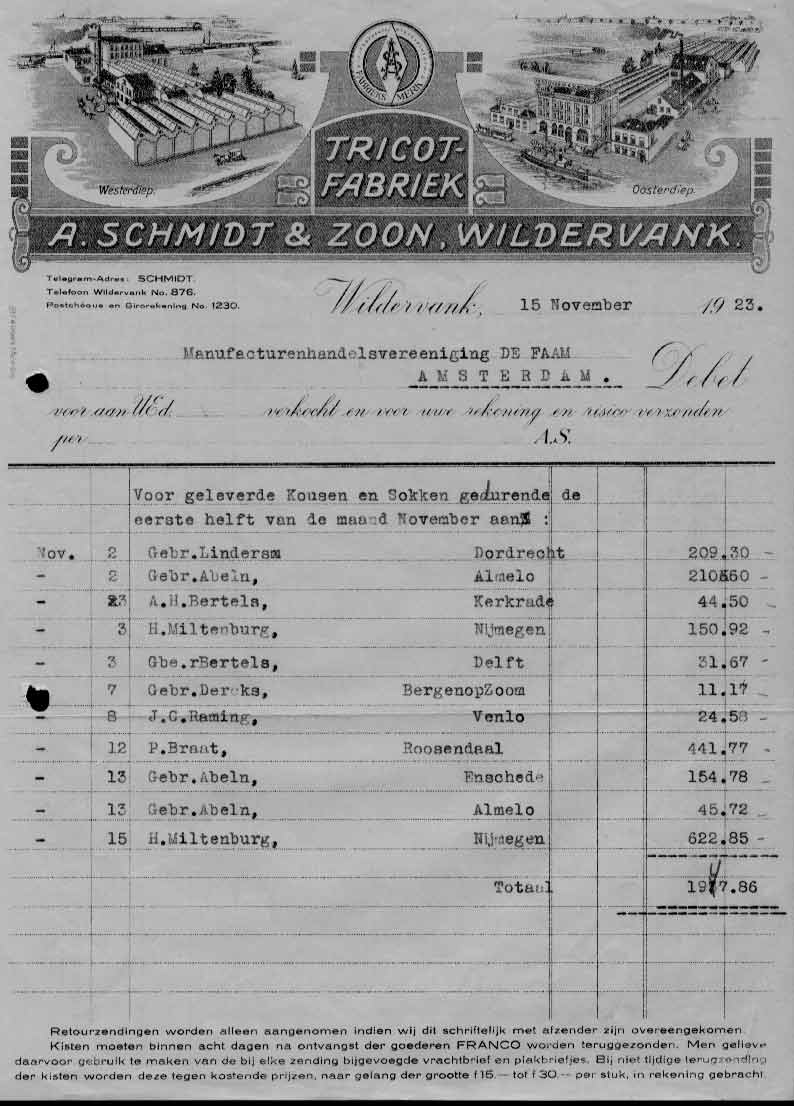 FABRIEKS MERK
Westerdiep.
Oosterdiep.
TRICOT-
FABRIEK
A. SCHMIDT & ZOON, WILDERVANK.
Telegram-Adres: SCHMIDT.
Telefoon Wildervank No. 876.
Postchèque en Girorekening No. 1230.
Wildervank, 15 November 1923.
Manufacturenhandelsvereeniging DE FAAM
AMSTERDAM.
Debet
voor aan UEd. verkocht en voor uwe rekening en risico verzonden
per A.S.
Voor geleverde Kousen en Sokken gedurende de
eerste helft van de maand November aan :
Nov. 2 Gebr.Lindersm Dordrecht 209.30 -
- 2 Gebr.Abeln, Almelo 210.60 -
- 3 A.H.Bertels, Kerkrade 44.50 -
- 3 H.Miltenburg, Nijmegen 150.92 -
- 3 Gbe.rBertels, Delft 31.67 -
- 7 Gebr.Dercks, BergenopZoom 11.17 -
- 8 J.C.Raming, Venlo 24.58 -
- 12 P.Braat, Roosendaal 441.77 -
- 13 Gebr.Abeln, Enschede 154.78 -
- 13 Gebr.Abeln, Almelo 45.72 -
- 15 H.Miltenburg, Nijmegen 622.85 -
Totaal 1947.86
Retourzendingen worden alleen aangenomen indien wij dit schriftelijk met afzender zijn overeengekomen.
Kisten moeten binnen acht dagen na ontvangst der goederen FRANCO worden teruggezonden. Men gelieve
daarvoor gebruik te maken van de bij elke zending bijgevoegde vrachtbrief en plakbriefjes. Bij niet tijdige terugzending
der kisten worden deze tegen kostende prijzen, naar gelang der grootte f 15.— tot f 30.— per stuk, in rekening gebracht.